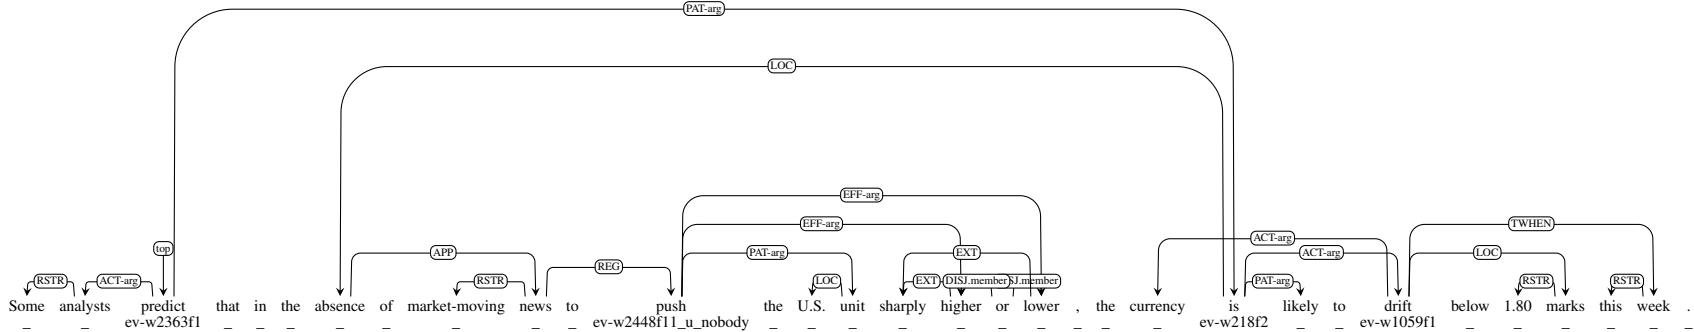 PAT-arg
LOC
EFF-arg
EFF-arg
TWHEN
ACT-arg
top APP PAT-arg EXT ACT-arg LOC
REG
RSTR ACT-arg RSTR LOC EXT DISJ.member SJ.member PAT-arg RSTR RSTR
Some analysts predict that in the absence of market-moving news to push the U.S. unit sharply higher or lower , the currency is likely to drift below 1.80 marks this week .
_ _ ev-w2363f1 _ _ _ _ _ _ _ _ ev-w2448f11_u_nobody _ _ _ _ _ _ _ _ _ _ ev-w218f2 _ _ ev-w1059f1 _ _ _ _ _ _